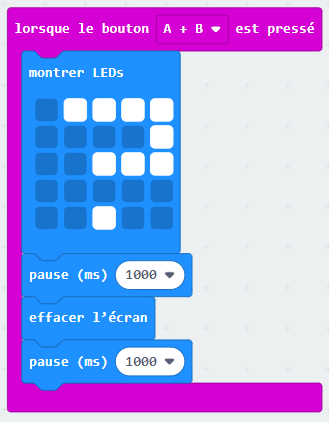 lorsque le bouton A + B est pressé
montrer LEDs
pause (ms) 1000
effacer l'écran
pause (ms) 1000